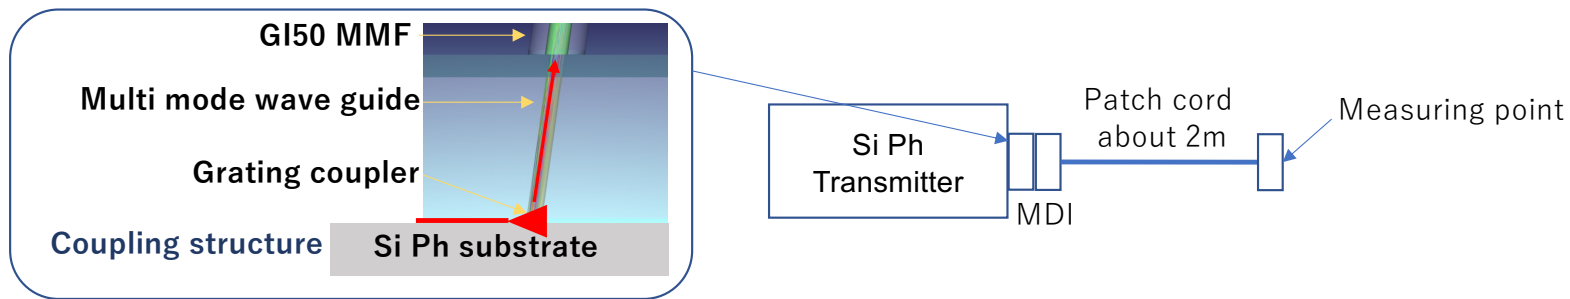 GI50 MMF
Multi mode wave guide
Grating coupler
Coupling structure
Si Ph substrate
Si Ph
Transmitter
MDI
Patch cord
about 2m
Measuring point